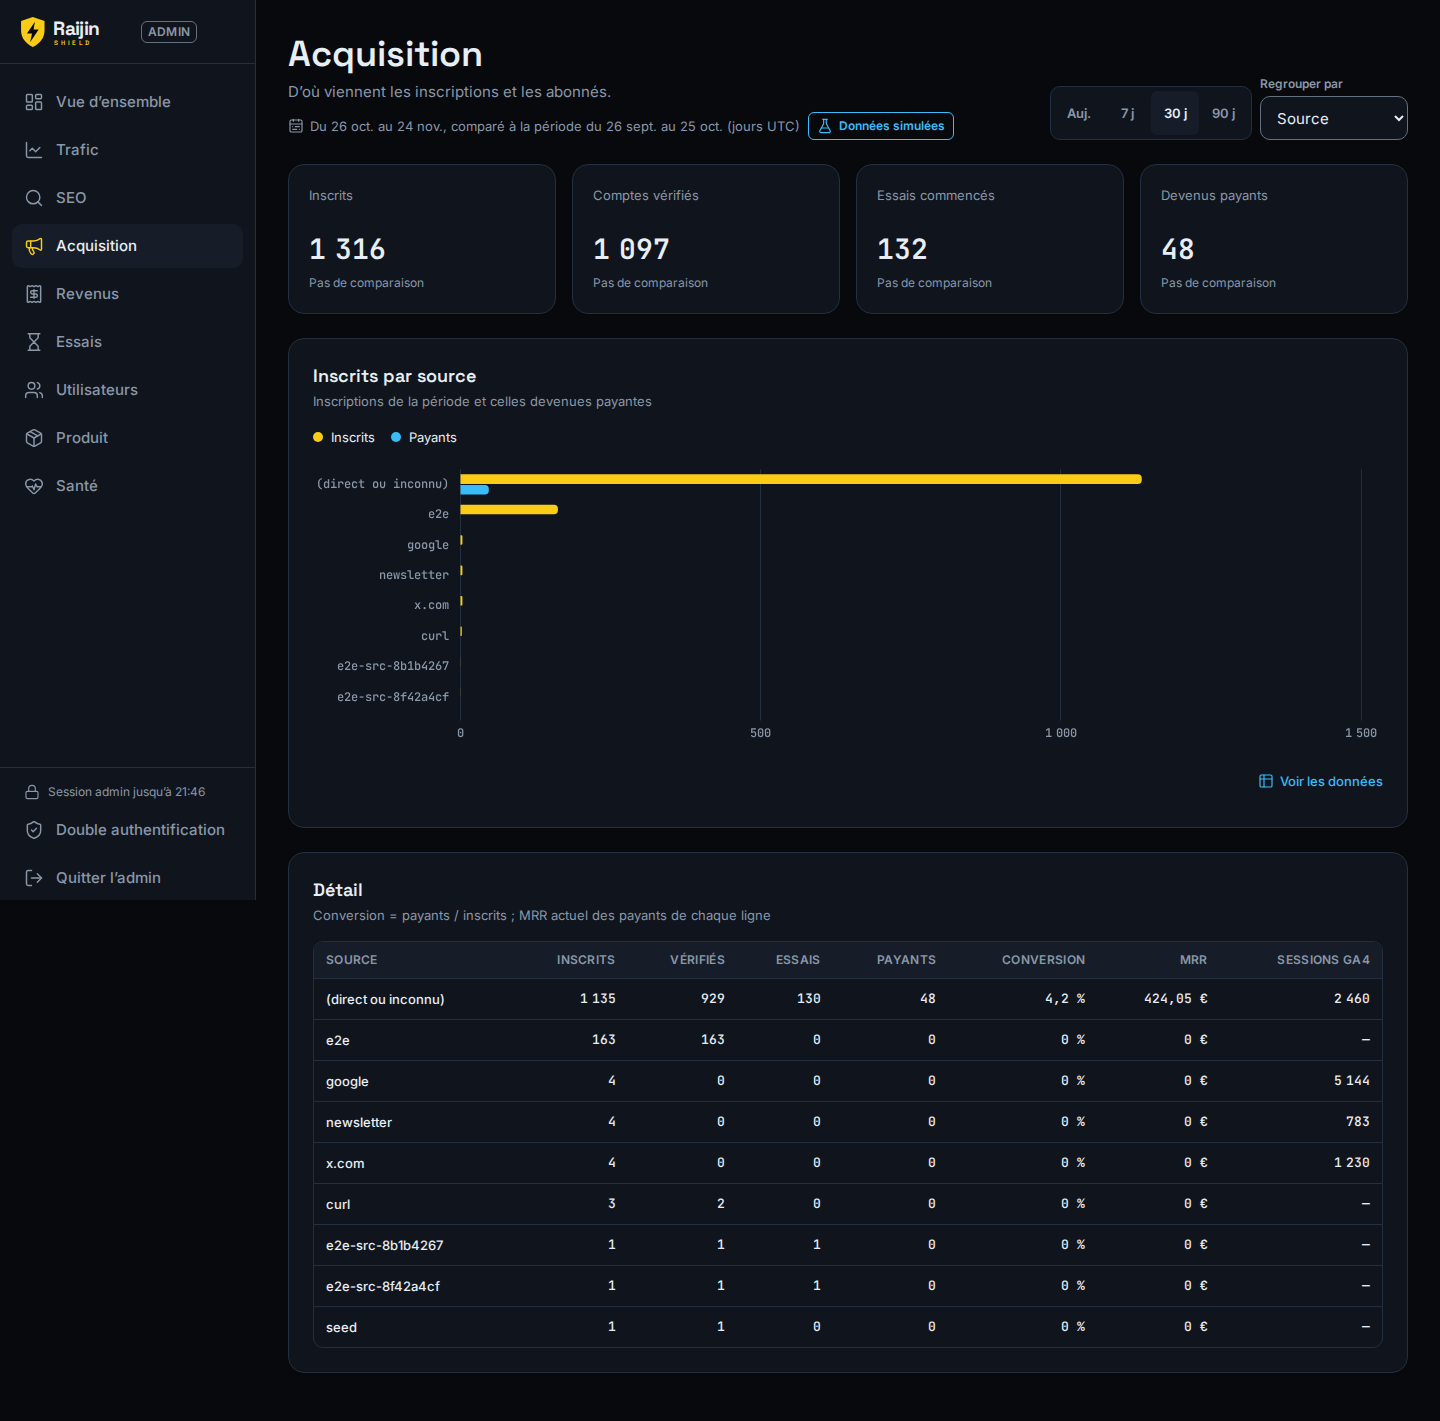 Raijin
SHIELD
ADMIN
Vue d’ensemble
Trafic
SEO
Acquisition
Revenus
Essais
Utilisateurs
Produit
Santé
Session admin jusqu’à 21:46
Double authentification
Quitter l’admin
Acquisition
D’où viennent les inscriptions et les abonnés.
Du 26 oct. au 24 nov., comparé à la période du 26 sept. au 25 oct. (jours UTC)
Données simulées
Auj. 7 j 30 j 90 j
Regrouper par
Source
Inscrits
1 316
Pas de comparaison
Comptes vérifiés
1 097
Pas de comparaison
Essais commencés
132
Pas de comparaison
Devenus payants
48
Pas de comparaison
Inscrits par source
Inscriptions de la période et celles devenues payantes
Inscrits Payants
(direct ou inconnu)
e2e
google
newsletter
x.com
curl
e2e-src-8b1b4267
e2e-src-8f42a4cf
0 500 1 000 1 500
Voir les données
Détail
Conversion = payants / inscrits ; MRR actuel des payants de chaque ligne
SOURCE INSCRITS VÉRIFIÉS ESSAIS PAYANTS CONVERSION MRR SESSIONS GA4
(direct ou inconnu) 1 135 929 130 48 4,2 % 424,05 € 2 460
e2e 163 163 0 0 0 % 0 € —
google 4 0 0 0 0 % 0 € 5 144
newsletter 4 0 0 0 0 % 0 € 783
x.com 4 0 0 0 0 % 0 € 1 230
curl 3 2 0 0 0 % 0 € —
e2e-src-8b1b4267 1 1 1 0 0 % 0 € —
e2e-src-8f42a4cf 1 1 1 0 0 % 0 € —
seed 1 1 0 0 0 % 0 € —